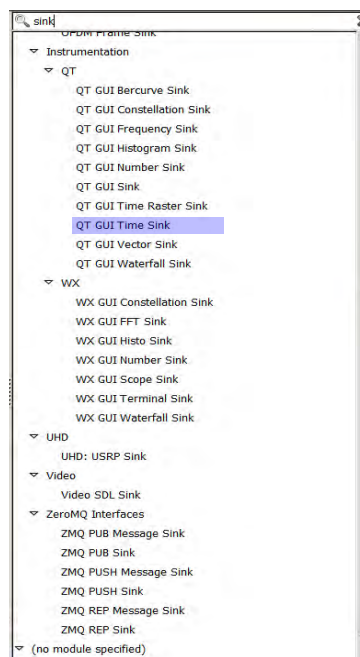 sink
OFDM Frame Sink
Instrumentation
QT
QT GUI Bercurve Sink
QT GUI Constellation Sink
QT GUI Frequency Sink
QT GUI Histogram Sink
QT GUI Number Sink
QT GUI Sink
QT GUI Time Raster Sink
QT GUI Time Sink
QT GUI Vector Sink
QT GUI Waterfall Sink
WX
WX GUI Constellation Sink
WX GUI FFT Sink
WX GUI Histo Sink
WX GUI Number Sink
WX GUI Scope Sink
WX GUI Terminal Sink
WX GUI Waterfall Sink
UHD
UHD: USRP Sink
Video
Video SDL Sink
ZeroMQ Interfaces
ZMQ PUB Message Sink
ZMQ PUB Sink
ZMQ PUSH Message Sink
ZMQ PUSH Sink
ZMQ REP Message Sink
ZMQ REP Sink
(no module specified)